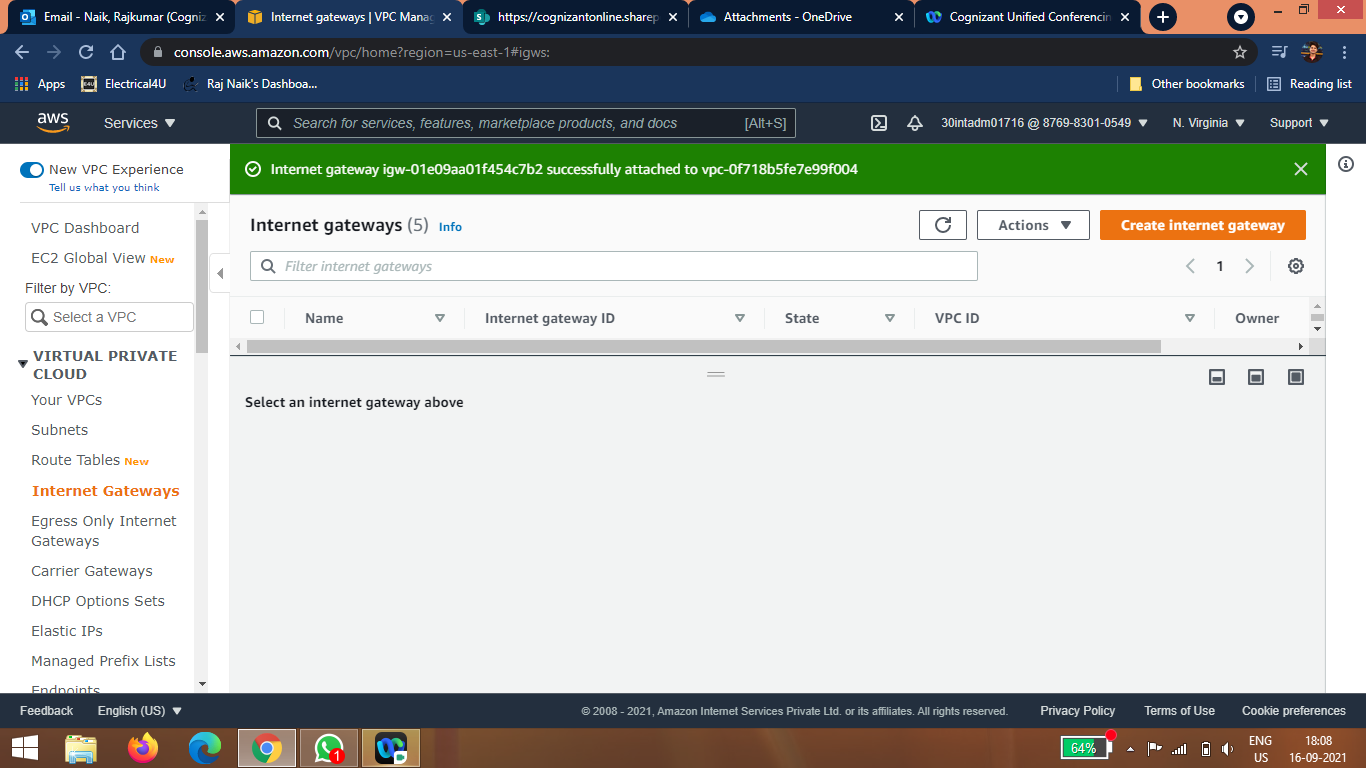 Email - Naik, Rajkumar (Cogniz
Internet gateways | VPC Manag
https://cognizantonline.sharep
Attachments - OneDrive
Cognizant Unified Conferencin
console.aws.amazon.com/vpc/home?region=us-east-1#igws:
Apps
Electrical4U
Raj Naik's Dashboa...
Other bookmarks
Reading list
aws
Services
Search for services, features, marketplace products, and docs
[Alt+S]
30intadm01716 @ 8769-8301-0549
N. Virginia
Support
New VPC Experience
Tell us what you think
Internet gateway igw-01e09aa01f454c7b2 successfully attached to vpc-0f718b5fe7e99f004
VPC Dashboard
EC2 Global View New
Filter by VPC:
Select a VPC
VIRTUAL PRIVATE
CLOUD
Your VPCs
Subnets
Route Tables New
Internet Gateways
Egress Only Internet
Gateways
Carrier Gateways
DHCP Options Sets
Elastic IPs
Managed Prefix Lists
Endpoints
Internet gateways (5) Info
Actions
Create internet gateway
Filter internet gateways
1
Name
Internet gateway ID
State
VPC ID
Owner
Select an internet gateway above
Feedback
English (US)
© 2008 - 2021, Amazon Internet Services Private Ltd. or its affiliates. All rights reserved.
Privacy Policy
Terms of Use
Cookie preferences
1
64%
ENG
US
18:08
16-09-2021